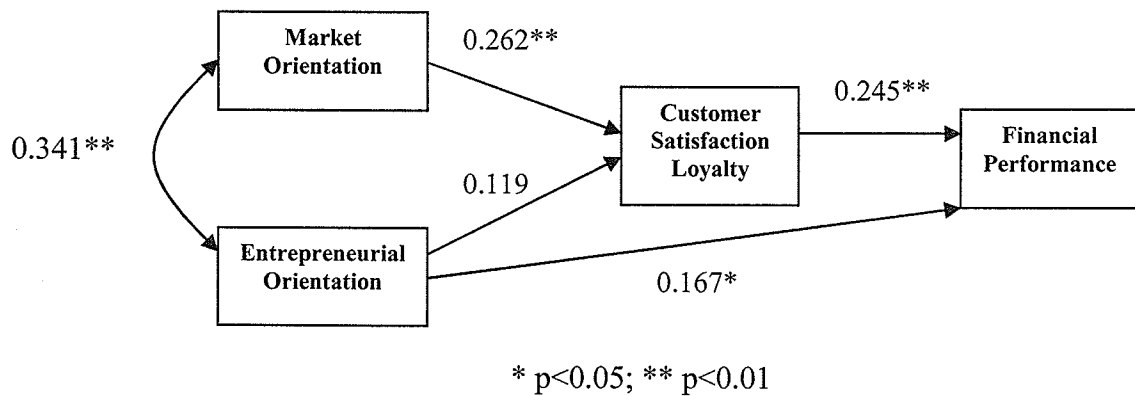 Market
Orientation
0.262**
0.341**
Customer
Satisfaction
Loyalty
0.245**
Financial
Performance
0.119
Entrepreneurial
Orientation
0.167*
* p<0.05; ** p<0.01